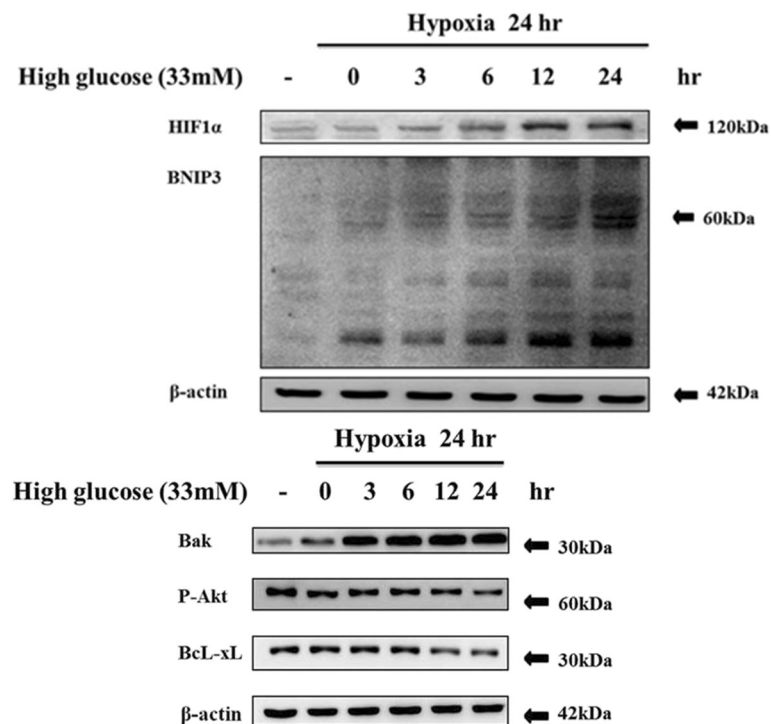 Hypoxia 24 hr
High glucose (33mM) - 0 3 6 12 24 hr
HIF1α 120kDa
BNIP3
60kDa
β-actin 42kDa
Hypoxia 24 hr
High glucose (33mM) - 0 3 6 12 24 hr
Bak 30kDa
P-Akt 60kDa
BcL-xL 30kDa
β-actin 42kDa